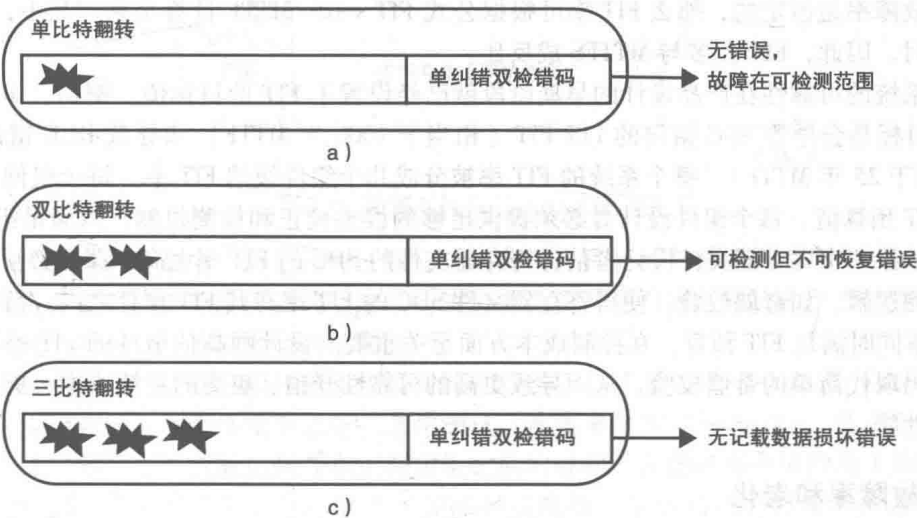 单比特翻转
单纠错双检错码
无错误，
故障在可检测范围
a）
双比特翻转
单纠错双检错码
可检测但不可恢复错误
b）
三比特翻转
单纠错双检错码
无记载数据损坏错误
c）